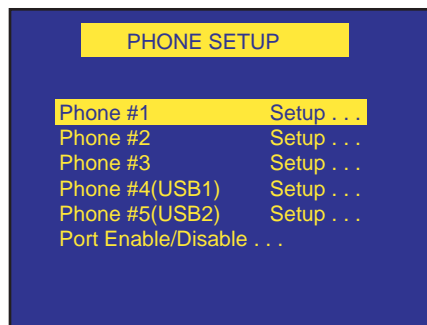 PHONE SETUP
Phone #1 Setup . . .
Phone #2 Setup . . .
Phone #3 Setup . . .
Phone #4(USB1) Setup . . .
Phone #5(USB2) Setup . . .
Port Enable/Disable . . .